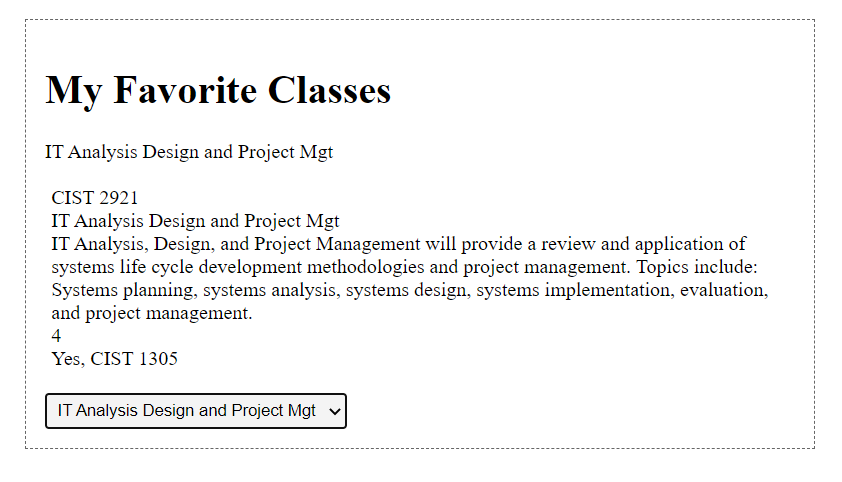 My Favorite Classes
IT Analysis Design and Project Mgt
CIST 2921
IT Analysis Design and Project Mgt
IT Analysis, Design, and Project Management will provide a review and application of
systems life cycle development methodologies and project management. Topics include:
Systems planning, systems analysis, systems design, systems implementation, evaluation,
and project management.
4
Yes, CIST 1305
IT Analysis Design and Project Mgt